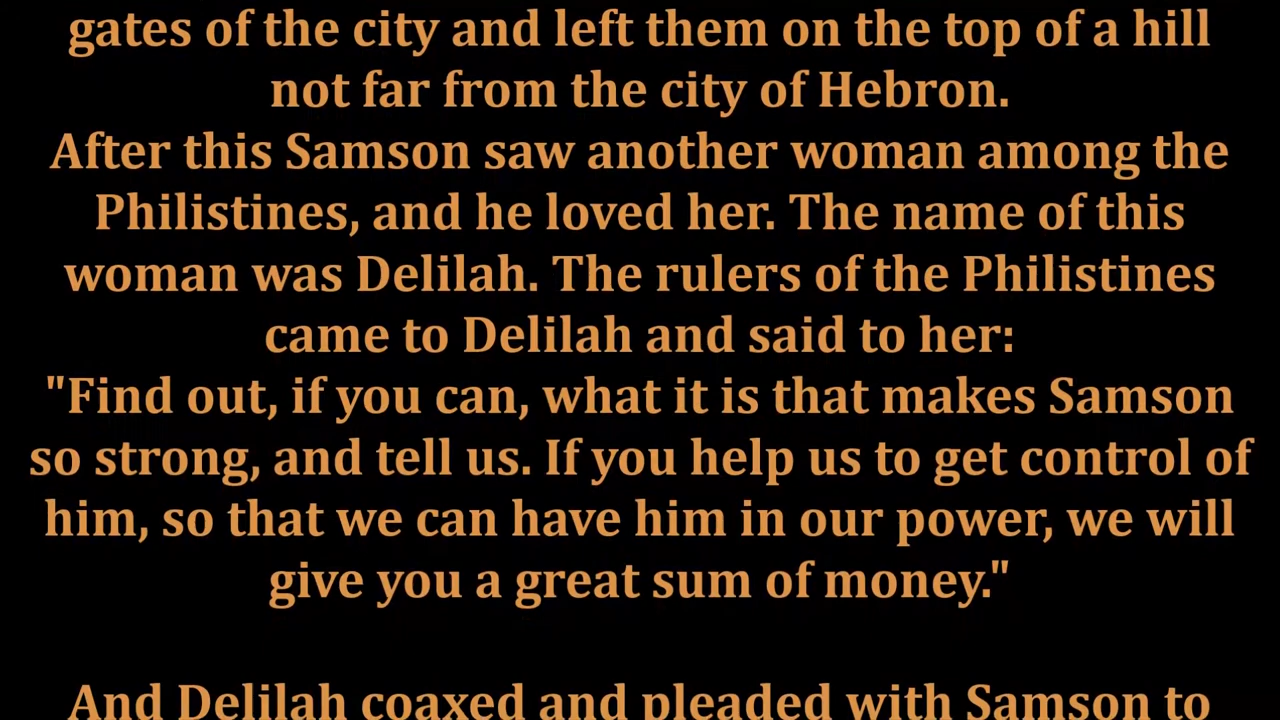 gates of the city and left them on the top of a hill
not far from the city of Hebron.
After this Samson saw another woman among the
Philistines, and he loved her. The name of this
woman was Delilah. The rulers of the Philistines
came to Delilah and said to her:
"Find out, if you can, what it is that makes Samson
so strong, and tell us. If you help us to get control of
him, so that we can have him in our power, we will
give you a great sum of money."
And Delilah coaxed and pleaded with Samson to